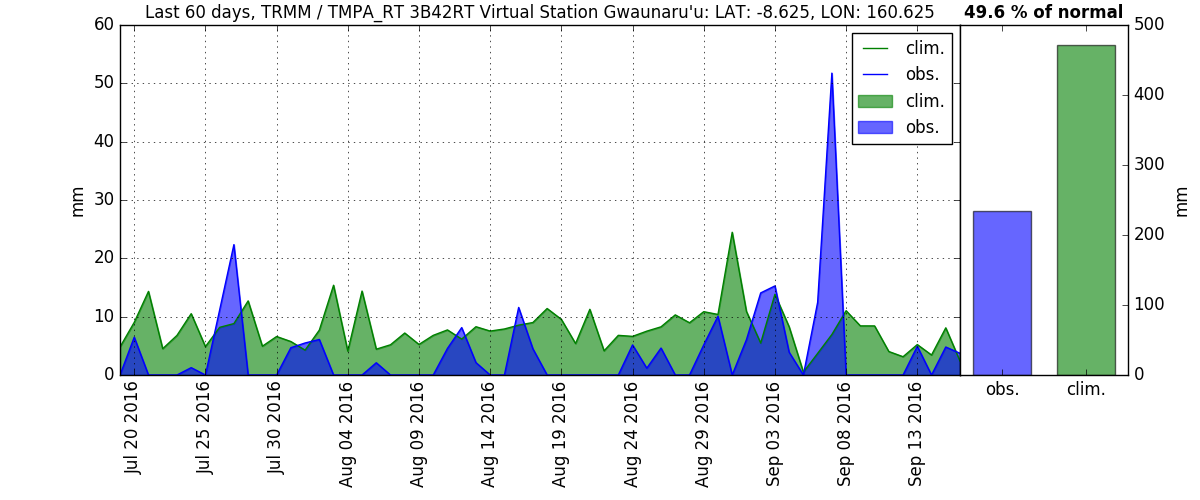 Last 60 days, TRMM / TMPA_RT 3B42RT Virtual Station Gwaunaru'u: LAT: -8.625, LON: 160.625
49.6 % of normal
60
50
40
30
20
10
0
mm
clim.
obs.
clim.
obs.
Jul 20 2016
Jul 25 2016
Jul 30 2016
Aug 04 2016
Aug 09 2016
Aug 14 2016
Aug 19 2016
Aug 24 2016
Aug 29 2016
Sep 03 2016
Sep 08 2016
Sep 13 2016
500
400
300
200
100
0
mm
obs.
clim.